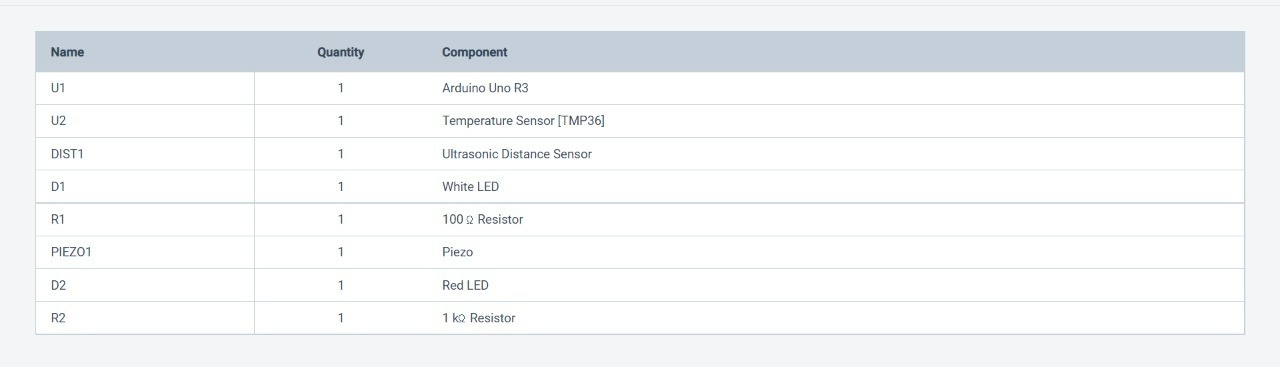 Name Quantity Component
U1 1 Arduino Uno R3
U2 1 Temperature Sensor [TMP36]
DIST1 1 Ultrasonic Distance Sensor
D1 1 White LED
R1 1 100 Ω Resistor
PIEZO1 1 Piezo
D2 1 Red LED
R2 1 1 kΩ Resistor